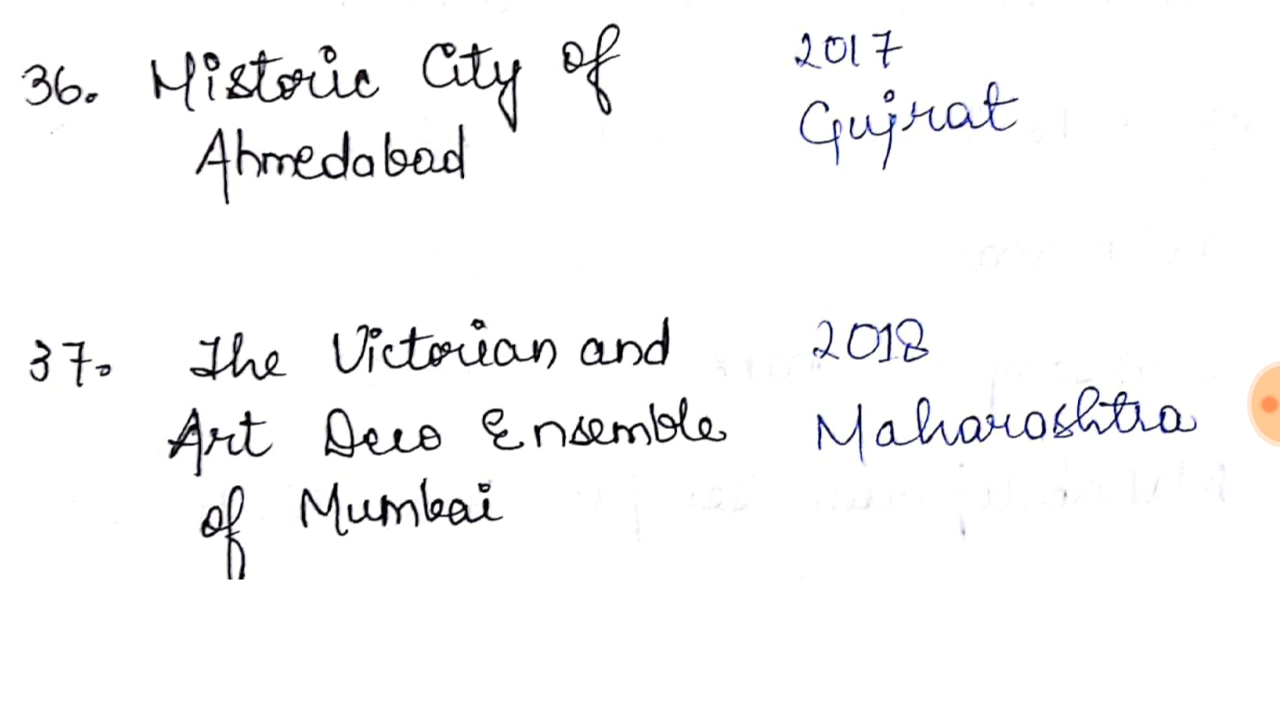 36. Historic City of
2017
Gujrat
Ahmedabad
37. The Victorian and
2018
Art Deco Ensemble
Maharashtra
of Mumbai